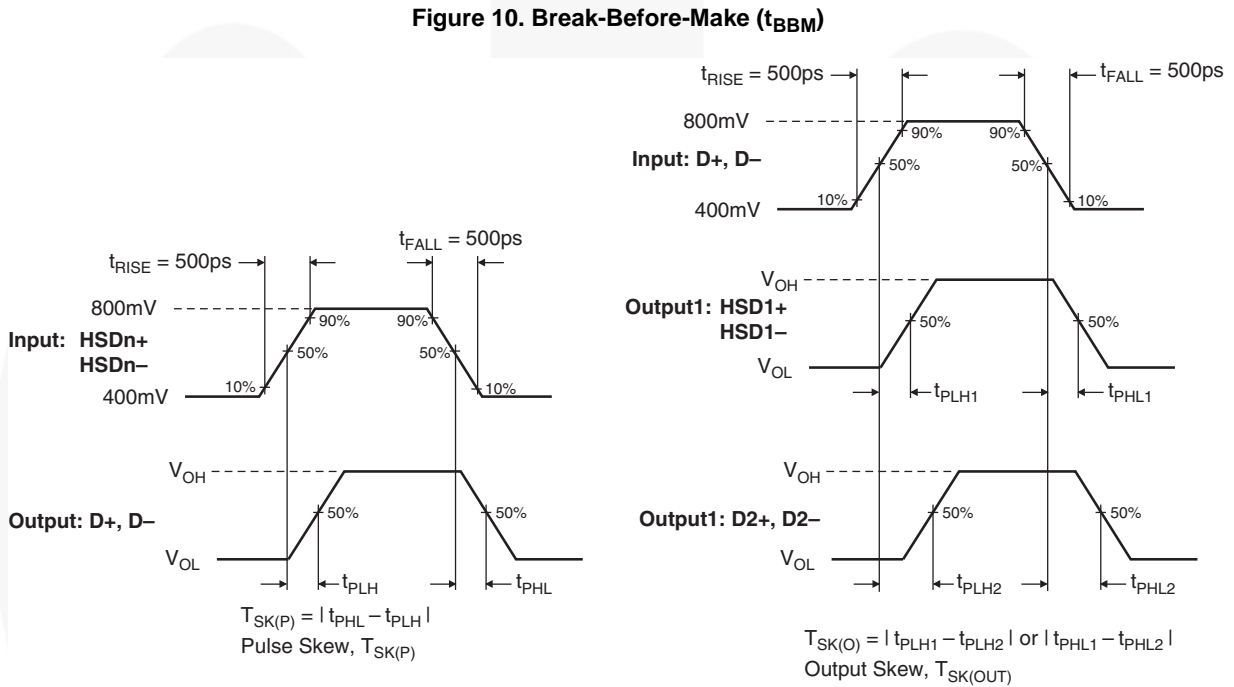 Figure 10. Break-Before-Make (tBBM)
tRISE = 500ps
tFALL = 500ps
800mV
90%
90%
Input: HSDn+
HSDn–
50%
50%
10%
10%
400mV
VOH
Output: D+, D–
50%
50%
VOL
tPLH
tPHL
TSK(P) = | tPHL – tPLH |
Pulse Skew, TSK(P)
tRISE = 500ps
tFALL = 500ps
800mV
90%
90%
Input: D+, D–
50%
50%
10%
10%
400mV
VOH
Output1: HSD1+
HSD1–
50%
50%
VOL
tPLH1
tPHL1
VOH
Output1: D2+, D2–
50%
50%
VOL
tPLH2
tPHL2
TSK(O) = | tPLH1 – tPLH2 | or | tPHL1 – tPHL2 |
Output Skew, TSK(OUT)